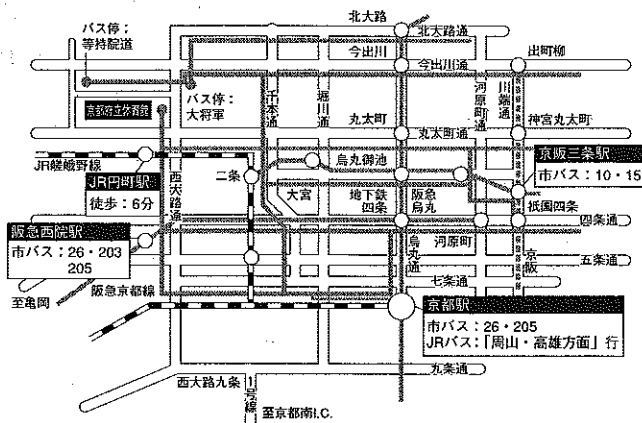 北大路
北大路通
バス停：
等持院道
今出川
今出川通
出町柳
バス停：
大将軍
千本通
堀川通
河原町通
川端通
京都府立体育館
丸太町
丸太町通
神宮丸太町
JR嵯峨野線
烏丸御池
京阪三条駅
市バス：10・15
JR円町駅
徒歩：6分
西大路通
二条
大宮
地下鉄
四条
阪急
烏丸
祇園四条
四条通
阪急西院駅
市バス：26・203
205
烏丸通
河原町
京阪
五条通
至亀岡
阪急京都線
七条通
京都駅
市バス：26・205
JRバス：「周山・高雄方面」行
西大路九条
九条通
1号線
至京都南I.C.